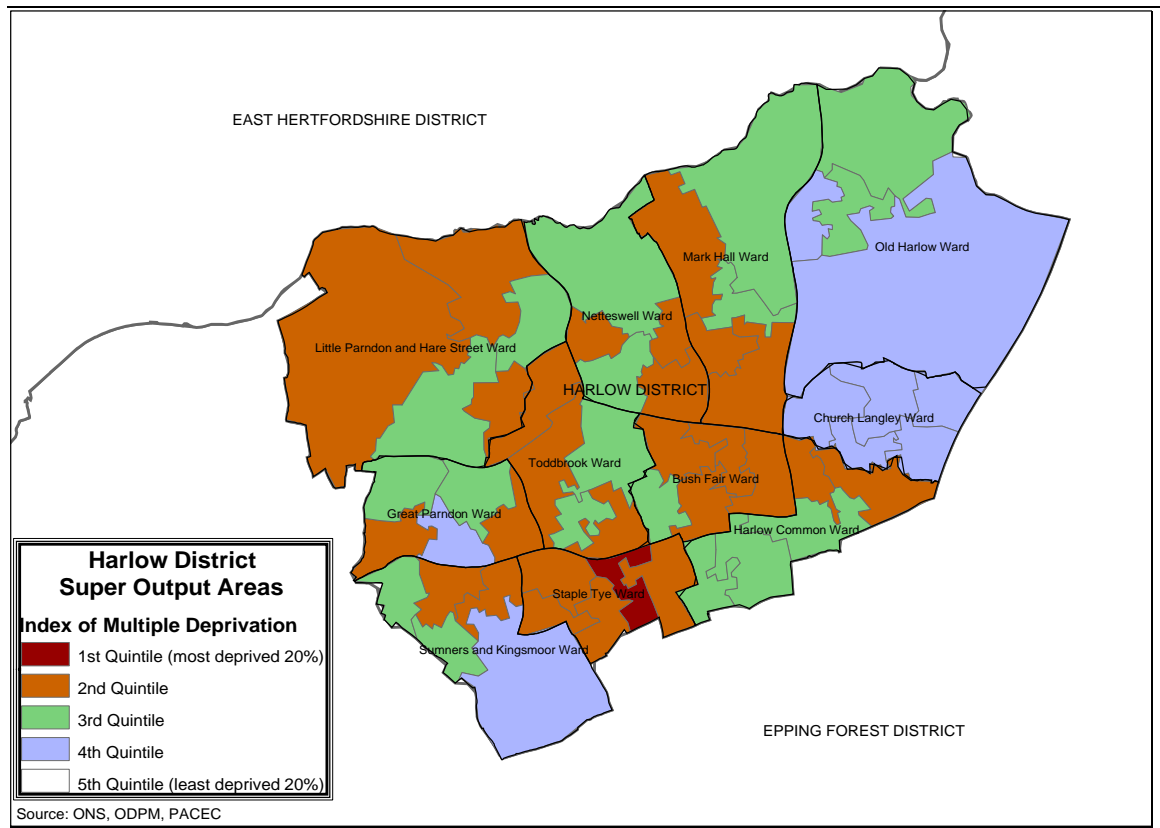 EAST HERTFORDSHIRE DISTRICT
Old Harlow Ward
Mark Hall Ward
Netteswell Ward
Little Parndon and Hare Street Ward
HARLOW DISTRICT
Church Langley Ward
Toddbrook Ward
Bush Fair Ward
Great Parndon Ward
Harlow Common Ward
Staple Tye Ward
Sumners and Kingsmoor Ward
EPPING FOREST DISTRICT
Harlow District
Super Output Areas
Index of Multiple Deprivation
1st Quintile (most deprived 20%)
2nd Quintile
3rd Quintile
4th Quintile
5th Quintile (least deprived 20%)
Source: ONS, ODPM, PACEC